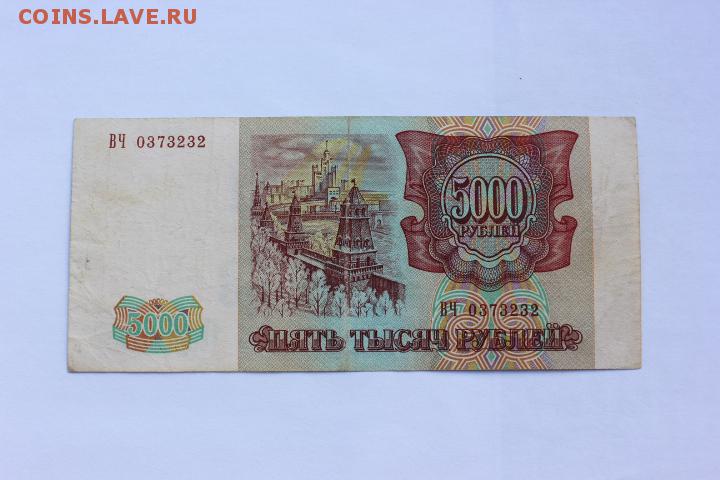 COINS.LAVE.RU
ВЧ 0373232
5000
РУБЛЕЙ
ВЧ 0373232
5000
ПЯТЬ ТЫСЯЧ РУБЛЕЙ